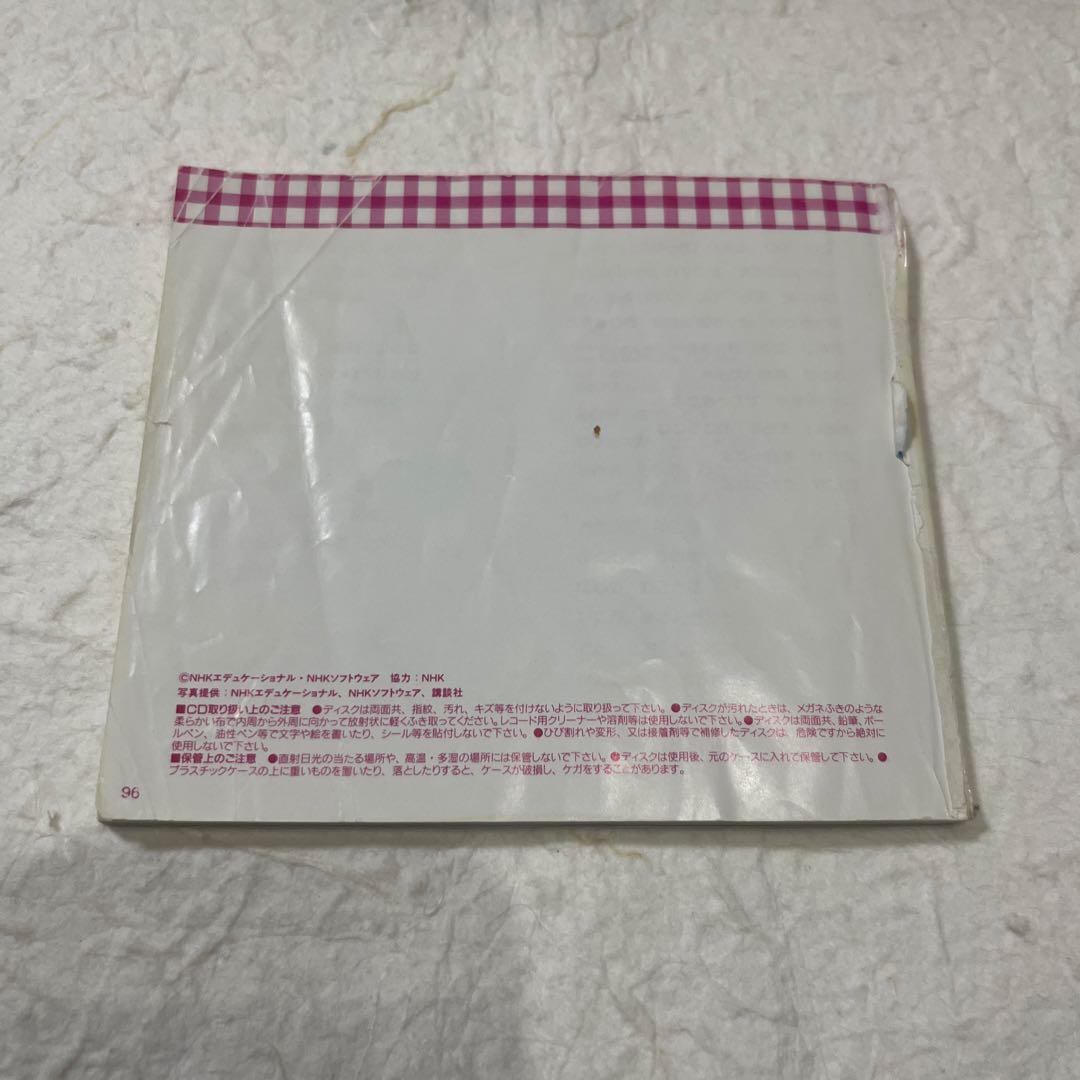 ©NHKエデュケーショナル・NHKソフトウェア　協力：NHK
写真提供：NHKエデュケーショナル、NHKソフトウェア、講談社
■CD取り扱い上のご注意　●ディスクは両面共、指紋、汚れ、キズ等を付けないように取り扱って下さい。●ディスクが汚れたときは、メガネふきのような
柔らかい布で内周から外周に向かって放射状に軽くふき取ってください。レコード用クリーナーや溶剤等は使用しないで下さい。●ディスクは両面共、鉛筆、ボー
ルペン、油性ペン等で文字や絵を書いたり、シール等を貼付しないで下さい。●ひび割れや変形、又は接着剤等で補修したディスクは、危険ですから絶対に
使用しないで下さい。
■保管上のご注意　●直射日光の当たる場所や、高温・多湿の場所には保管しないで下さい。●ディスクは使用後、元のケースに入れて保管して下さい。●
プラスチックケースの上に重いものを置いたり、落としたりすると、ケースが破損し、ケガをすることがあります。
96